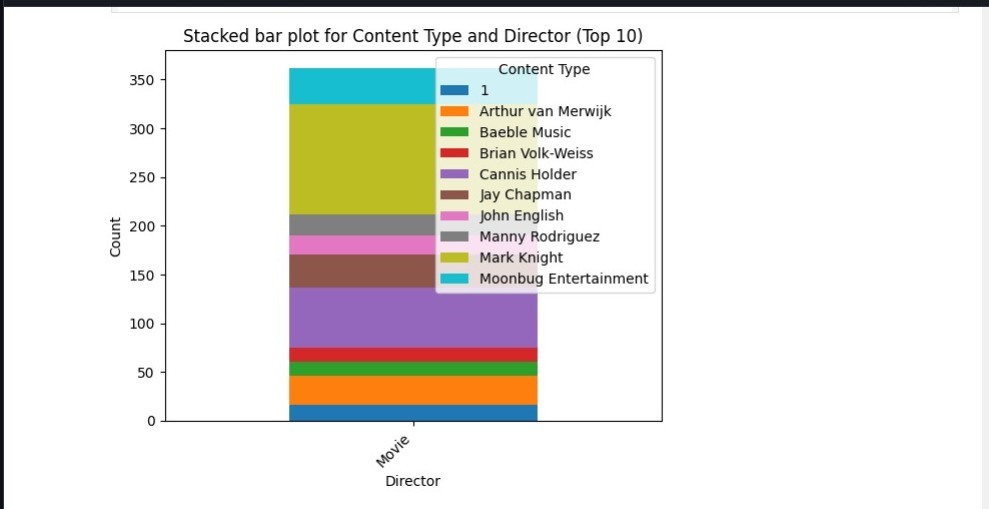 Stacked bar plot for Content Type and Director (Top 10)
Content Type
1
Arthur van Merwijk
Baeble Music
Brian Volk-Weiss
Cannis Holder
Jay Chapman
John English
Manny Rodriguez
Mark Knight
Moonbug Entertainment
350
300
250
200
150
100
50
0
Count
Movie
Director